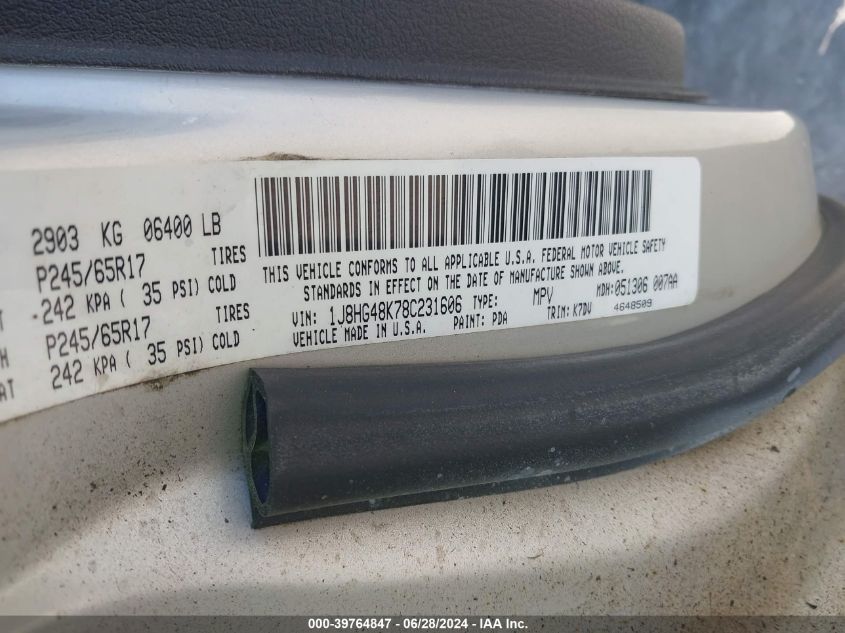 2903 KG 06400 LB
TIRES
P245/65R17
242 KPA ( 35 PSI) COLD
TIRES
P245/65R17
242 KPA ( 35 PSI) COLD
THIS VEHICLE CONFORMS TO ALL APPLICABLE U.S.A. FEDERAL MOTOR VEHICLE SAFETY
STANDARDS IN EFFECT ON THE DATE OF MANUFACTURE SHOWN ABOVE.
VIN: 1J8HG48K78C231606 TYPE: MPV MDH:051306 007AA
VEHICLE MADE IN U.S.A. PAINT: PDA TRIM: K7DV 4648509
000-39764847 - 06/28/2024 - IAA Inc.